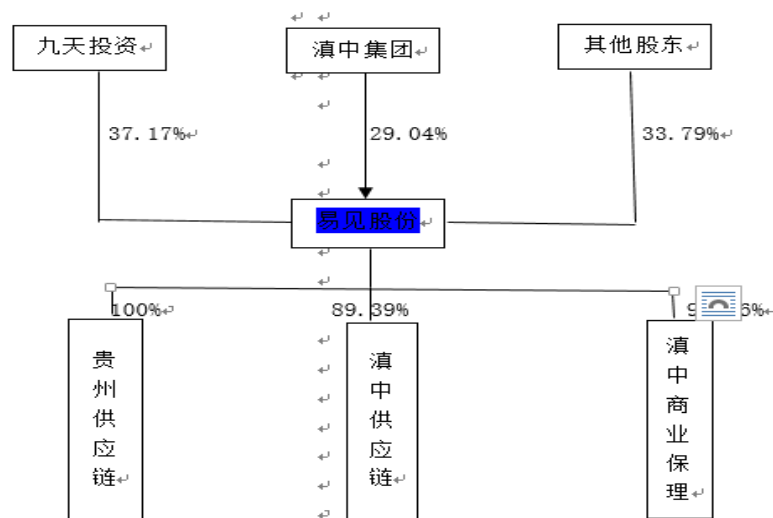 九天投资
滇中集团
其他股东
37.17%
29.04%
33.79%
易见股份
100%
89.39%
贵州供应链
滇中供应链
滇中商业保理